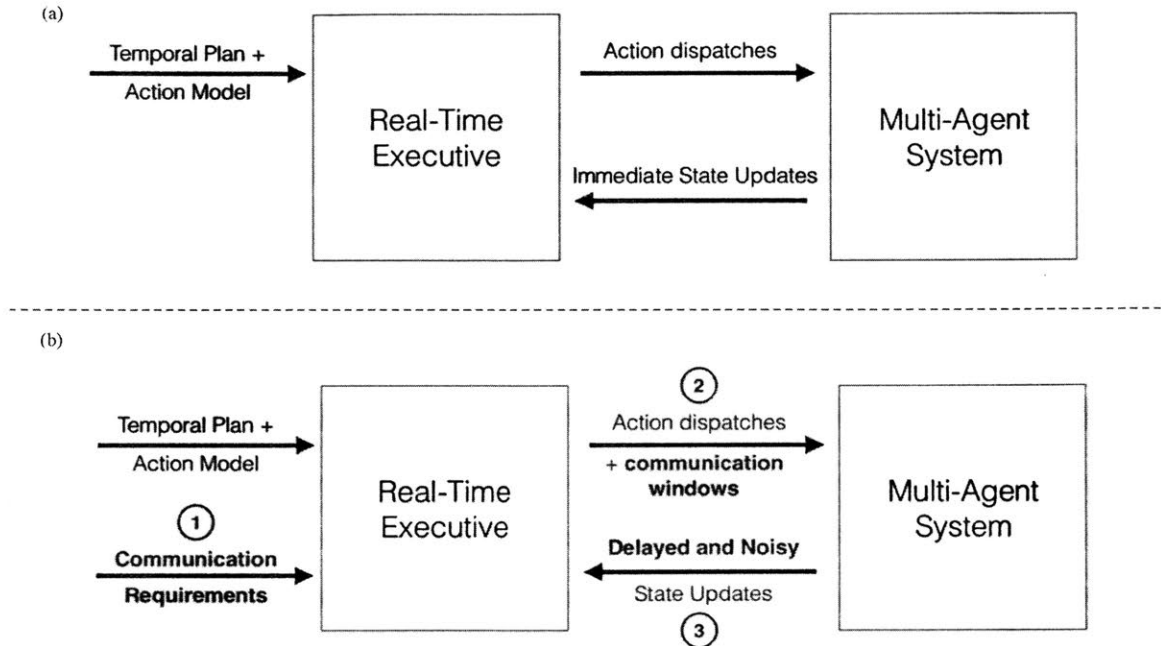 (a)
Temporal Plan +
Action Model
Real-Time
Executive
Action dispatches
Immediate State Updates
Multi-Agent
System
(b)
Temporal Plan +
Action Model
1
Communication
Requirements
Real-Time
Executive
2
Action dispatches
+ communication
windows
Delayed and Noisy
State Updates
3
Multi-Agent
System